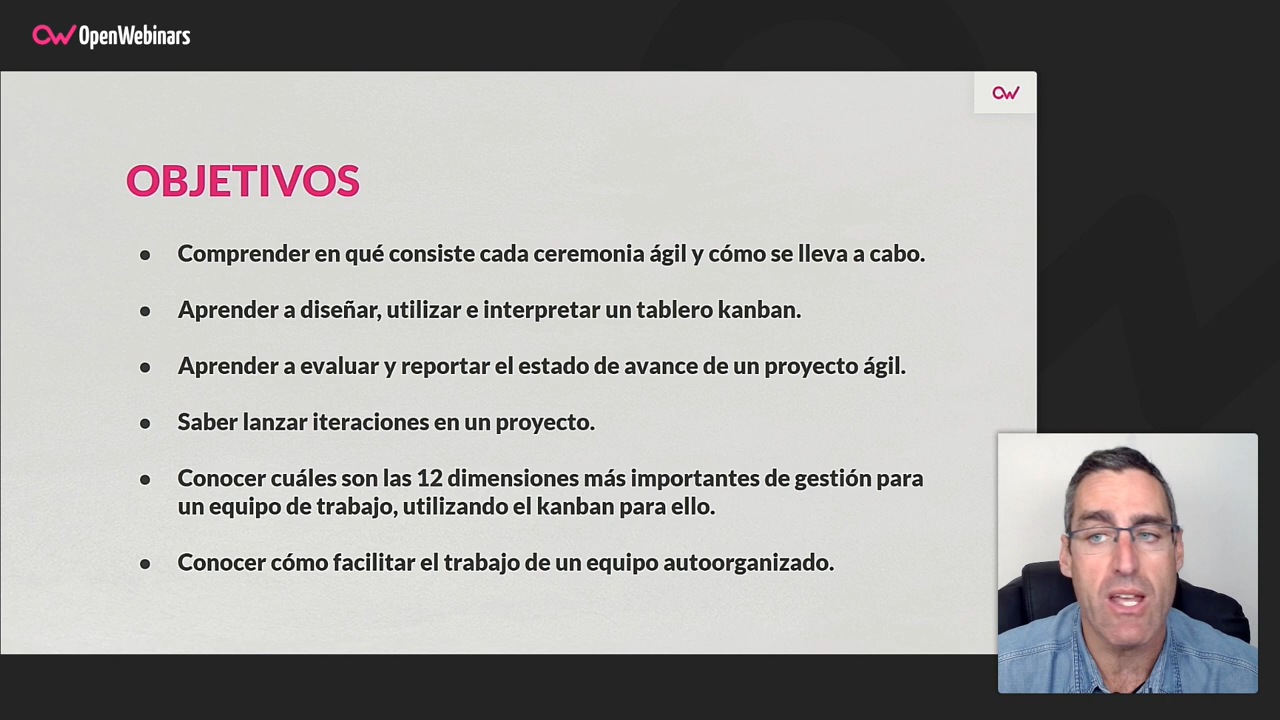 OpenWebinars
OBJETIVOS
● Comprender en qué consiste cada ceremonia ágil y cómo se lleva a cabo.
● Aprender a diseñar, utilizar e interpretar un tablero kanban.
● Aprender a evaluar y reportar el estado de avance de un proyecto ágil.
● Saber lanzar iteraciones en un proyecto.
● Conocer cuáles son las 12 dimensiones más importantes de gestión para
un equipo de trabajo, utilizando el kanban para ello.
● Conocer cómo facilitar el trabajo de un equipo autoorganizado.